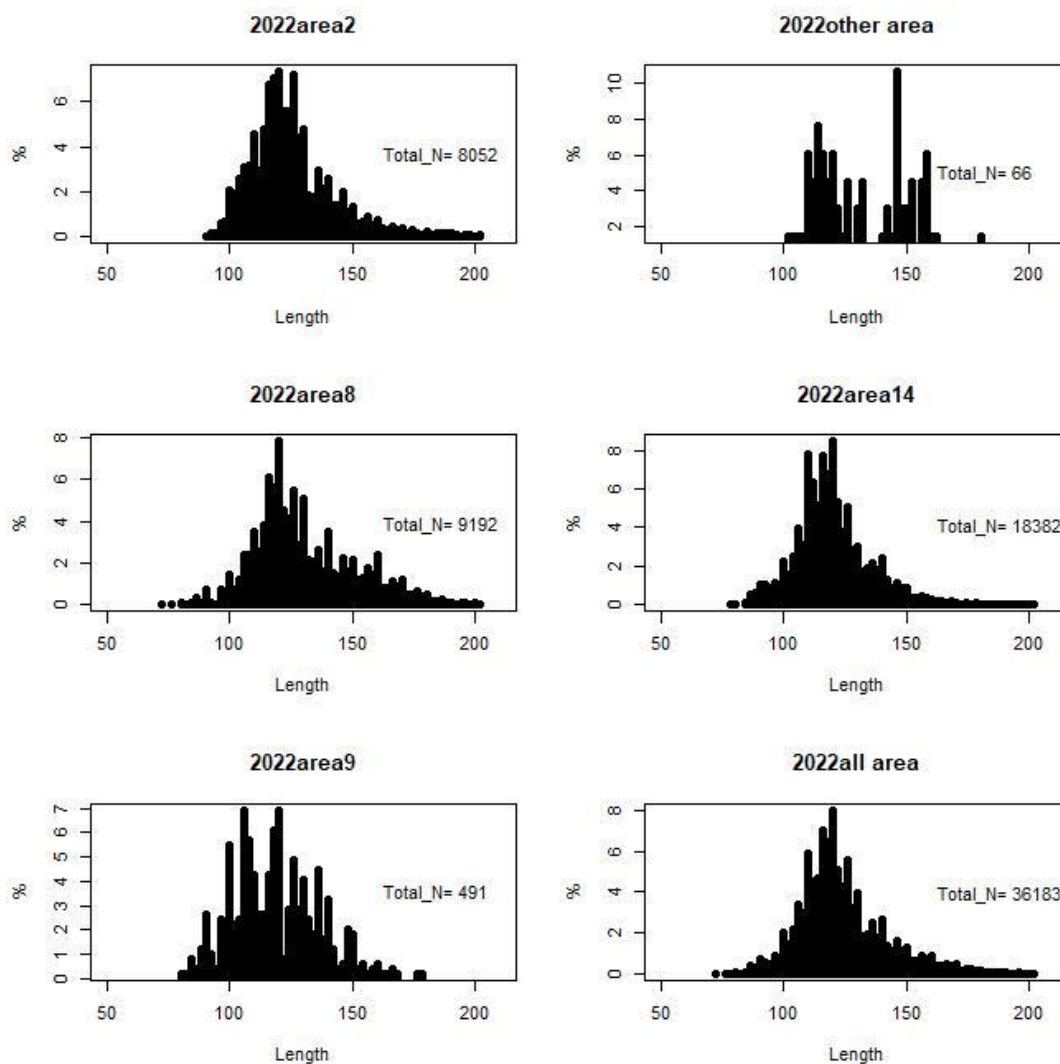 2022area2
%
0 2 4 6
Total_N= 8052
50 100 150 200
Length
2022other area
%
2 4 6 8 10
Total_N= 66
50 100 150 200
Length
2022area8
%
0 2 4 6 8
Total_N= 9192
50 100 150 200
Length
2022area14
%
0 2 4 6 8
Total_N= 18382
50 100 150 200
Length
2022area9
%
0 1 2 3 4 5 6 7
Total_N= 491
50 100 150 200
Length
2022all area
%
0 2 4 6 8
Total_N= 36183
50 100 150 200
Length